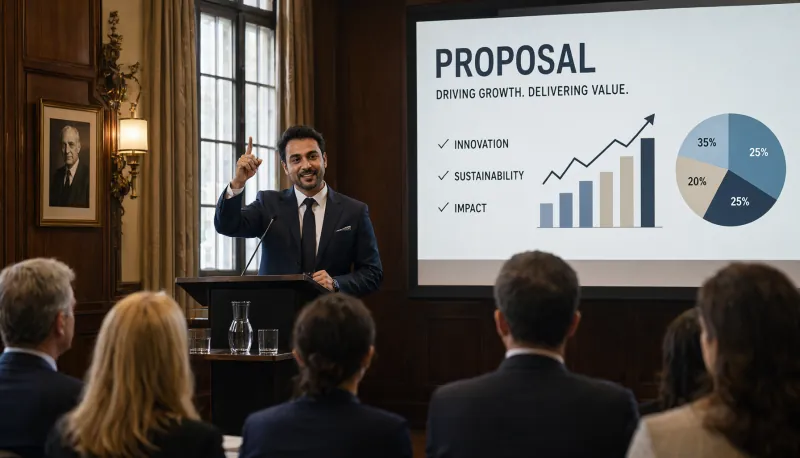 PROPOSAL
DRIVING GROWTH. DELIVERING VALUE.
✓ INNOVATION
✓ SUSTAINABILITY
✓ IMPACT
35%
25%
20%
25%